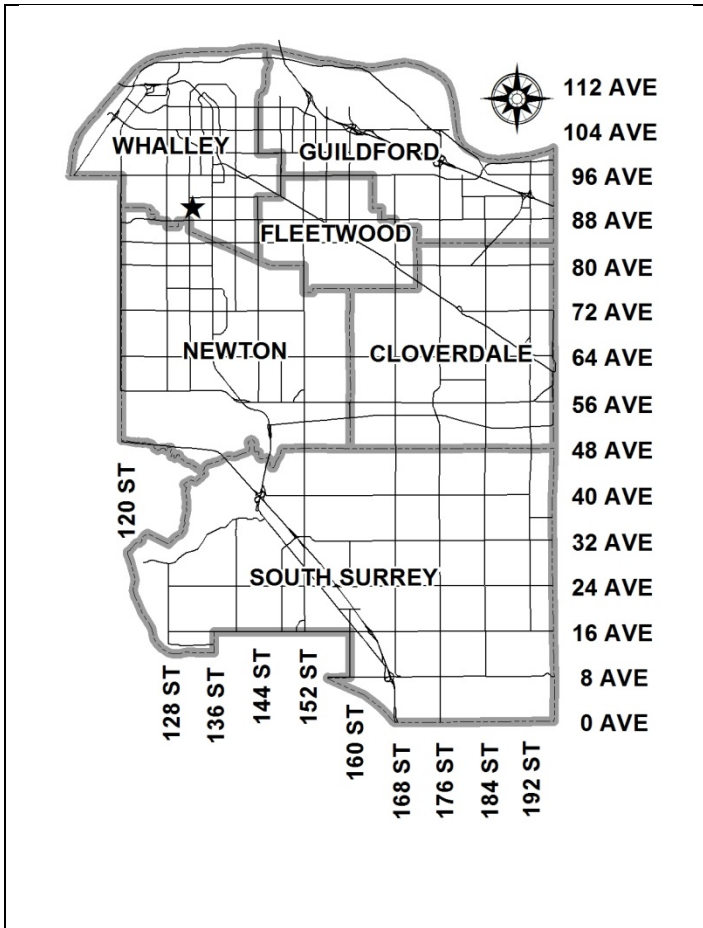 112 AVE
104 AVE
WHALLEY
GUILDFORD
96 AVE
88 AVE
FLEETWOOD
80 AVE
72 AVE
NEWTON
CLOVERDALE
64 AVE
56 AVE
48 AVE
120 ST
40 AVE
32 AVE
SOUTH SURREY
24 AVE
16 AVE
128 ST
136 ST
144 ST
152 ST
8 AVE
160 ST
0 AVE
168 ST
176 ST
184 ST
192 ST